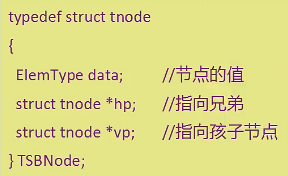 typedef struct tnode
{
ElemType data; //节点的值
struct tnode *hp; //指向兄弟
struct tnode *vp; //指向孩子节点
} TSBNode;